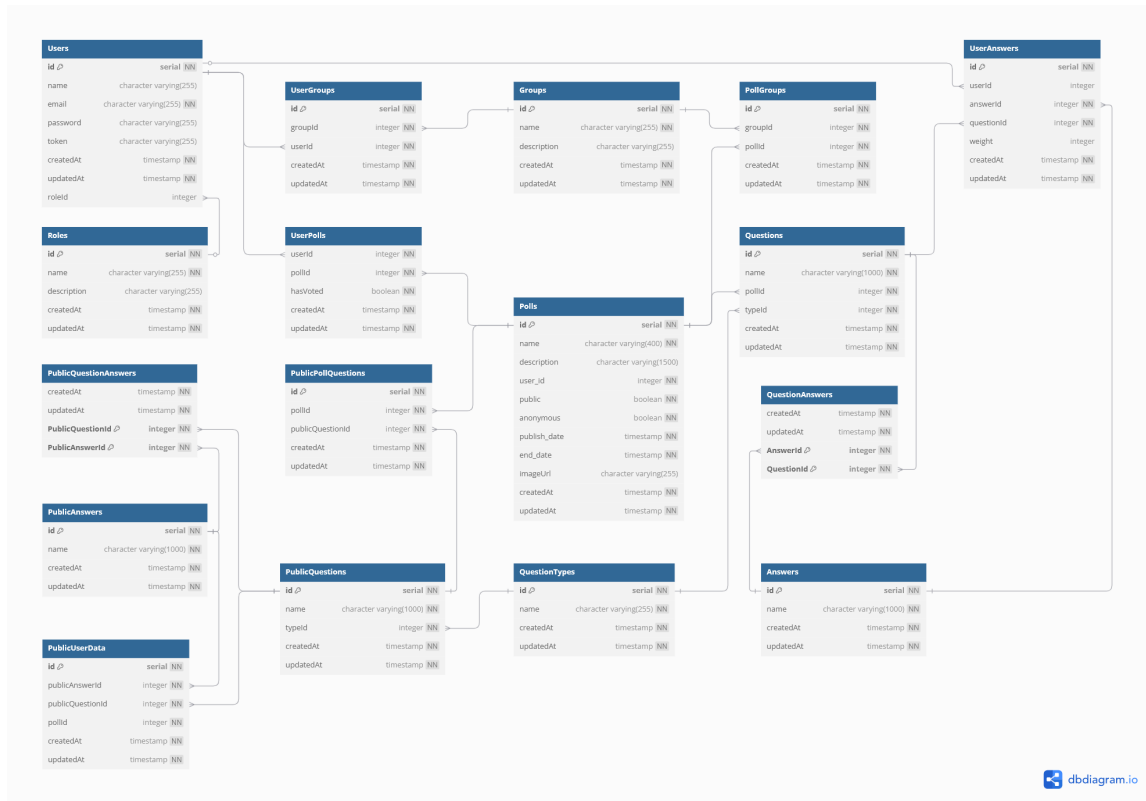 Users
id serial NN
name character varying(255)
email character varying(255) NN
password character varying(255)
token character varying(255)
createdAt timestamp NN
updatedAt timestamp NN
roleId integer
UserGroups
id serial NN
groupId integer NN
userId integer NN
createdAt timestamp NN
updatedAt timestamp NN
Groups
id serial NN
name character varying(255) NN
description character varying(255)
createdAt timestamp NN
updatedAt timestamp NN
PollGroups
id serial NN
groupId integer NN
pollId integer NN
createdAt timestamp NN
updatedAt timestamp NN
UserAnswers
id serial NN
userId integer
answerId integer NN
questionId integer NN
weight integer
createdAt timestamp NN
updatedAt timestamp NN
Roles
id serial NN
name character varying(255) NN
description character varying(255)
createdAt timestamp NN
updatedAt timestamp NN
UserPolls
userId integer NN
pollId integer NN
hasVoted boolean NN
createdAt timestamp NN
updatedAt timestamp NN
Polls
id serial NN
name character varying(400) NN
description character varying(1500)
user_id integer NN
public boolean NN
anonymous boolean NN
publish_date timestamp NN
end_date timestamp NN
imageUrl character varying(255)
createdAt timestamp NN
updatedAt timestamp NN
Questions
id serial NN
name character varying(1000) NN
pollId integer NN
typeId integer NN
createdAt timestamp NN
updatedAt timestamp NN
PublicQuestionAnswers
createdAt timestamp NN
updatedAt timestamp NN
PublicQuestionId integer NN
PublicAnswerId integer NN
PublicPollQuestions
id serial NN
pollId integer NN
publicQuestionId integer NN
createdAt timestamp NN
updatedAt timestamp NN
QuestionAnswers
createdAt timestamp NN
updatedAt timestamp NN
AnswerId integer NN
QuestionId integer NN
PublicAnswers
id serial NN
name character varying(1000) NN
createdAt timestamp NN
updatedAt timestamp NN
PublicQuestions
id serial NN
name character varying(1000) NN
typeId integer NN
createdAt timestamp NN
updatedAt timestamp NN
QuestionTypes
id serial NN
name character varying(255) NN
createdAt timestamp NN
updatedAt timestamp NN
Answers
id serial NN
name character varying(1000) NN
createdAt timestamp NN
updatedAt timestamp NN
PublicUserData
id serial NN
publicAnswerId integer NN
publicQuestionId integer NN
pollId integer NN
createdAt timestamp NN
updatedAt timestamp NN
dbdiagram.io